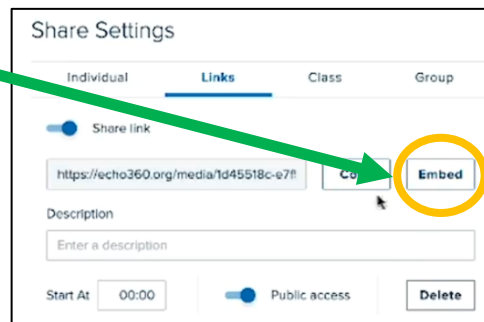 Share Settings
Individual Links Class Group
Share link
https://echo360.org/media/1d45518c-e7f Embed
Description
Enter a description
Start At 00:00 Public access Delete